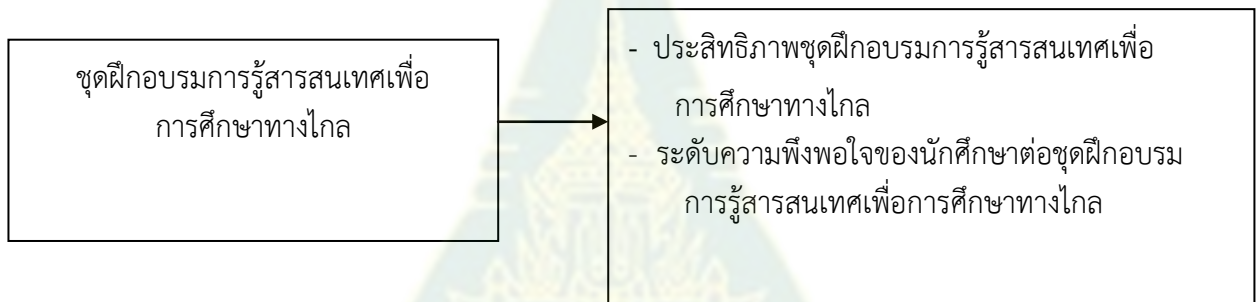 ชุดฝึกอบรมการรู้สารสนเทศเพื่อ
การศึกษาทางไกล
- ประสิทธิภาพชุดฝึกอบรมการรู้สารสนเทศเพื่อ
การศึกษาทางไกล
- ระดับความพึงพอใจของนักศึกษาต่อชุดฝึกอบรม
การรู้สารสนเทศเพื่อการศึกษาทางไกล